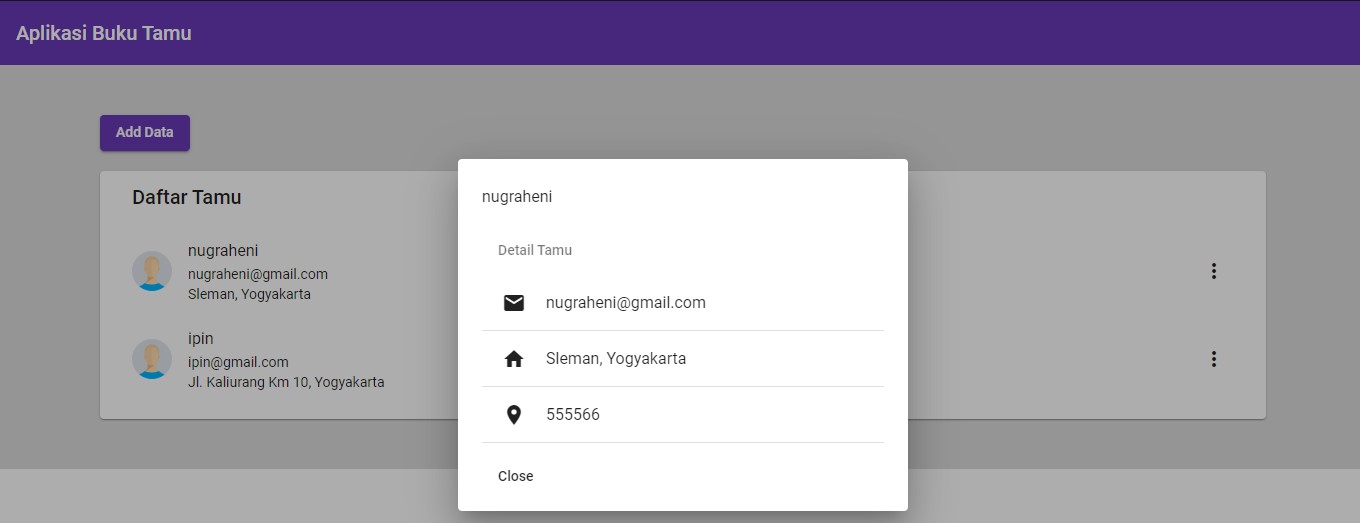 Aplikasi Buku Tamu
Add Data
Daftar Tamu
nugraheni
nugraheni@gmail.com
Sleman, Yogyakarta
ipin
ipin@gmail.com
Jl. Kaliurang Km 10, Yogyakarta
nugraheni
Detail Tamu
nugraheni@gmail.com
Sleman, Yogyakarta
555566
Close